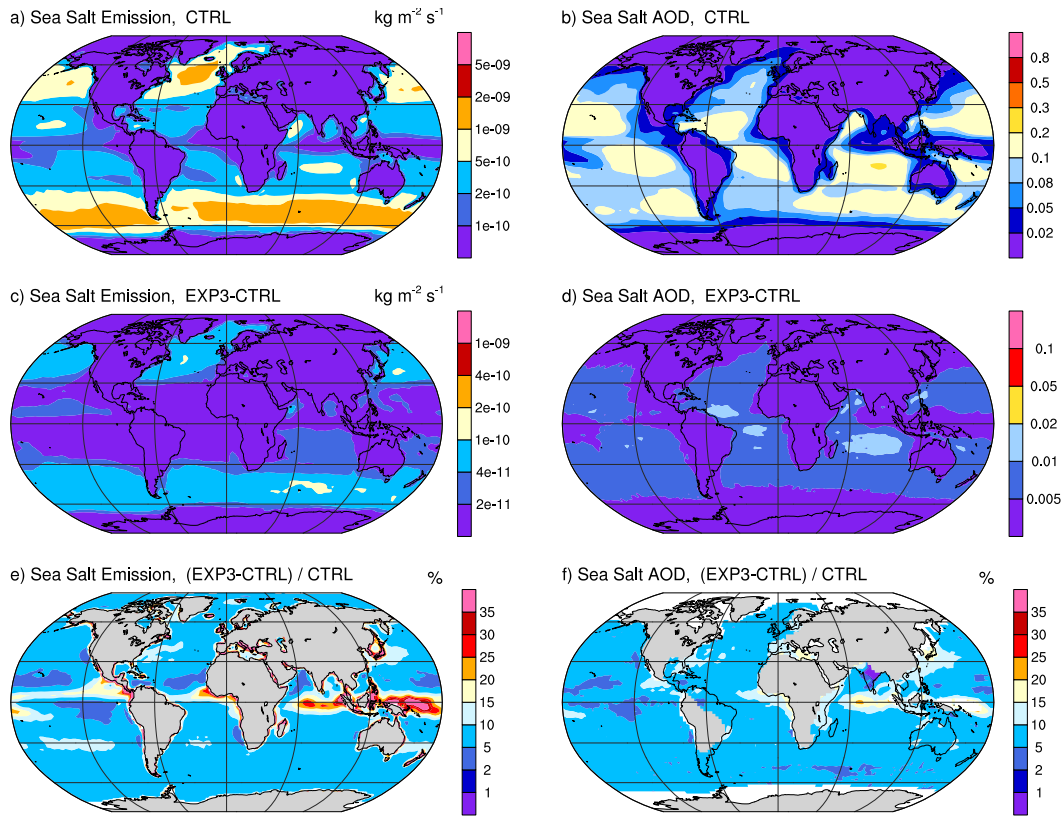 a) Sea Salt Emission, CTRL
kg m⁻² s⁻¹
5e-09
2e-09
1e-09
5e-10
2e-10
1e-10
b) Sea Salt AOD, CTRL
0.8
0.5
0.3
0.2
0.1
0.08
0.05
0.02
c) Sea Salt Emission, EXP3-CTRL
kg m⁻² s⁻¹
1e-09
4e-10
2e-10
1e-10
4e-11
2e-11
d) Sea Salt AOD, EXP3-CTRL
0.1
0.05
0.02
0.01
0.005
e) Sea Salt Emission, (EXP3-CTRL) / CTRL
%
35
30
25
20
15
10
5
2
1
f) Sea Salt AOD, (EXP3-CTRL) / CTRL
%
35
30
25
20
15
10
5
2
1